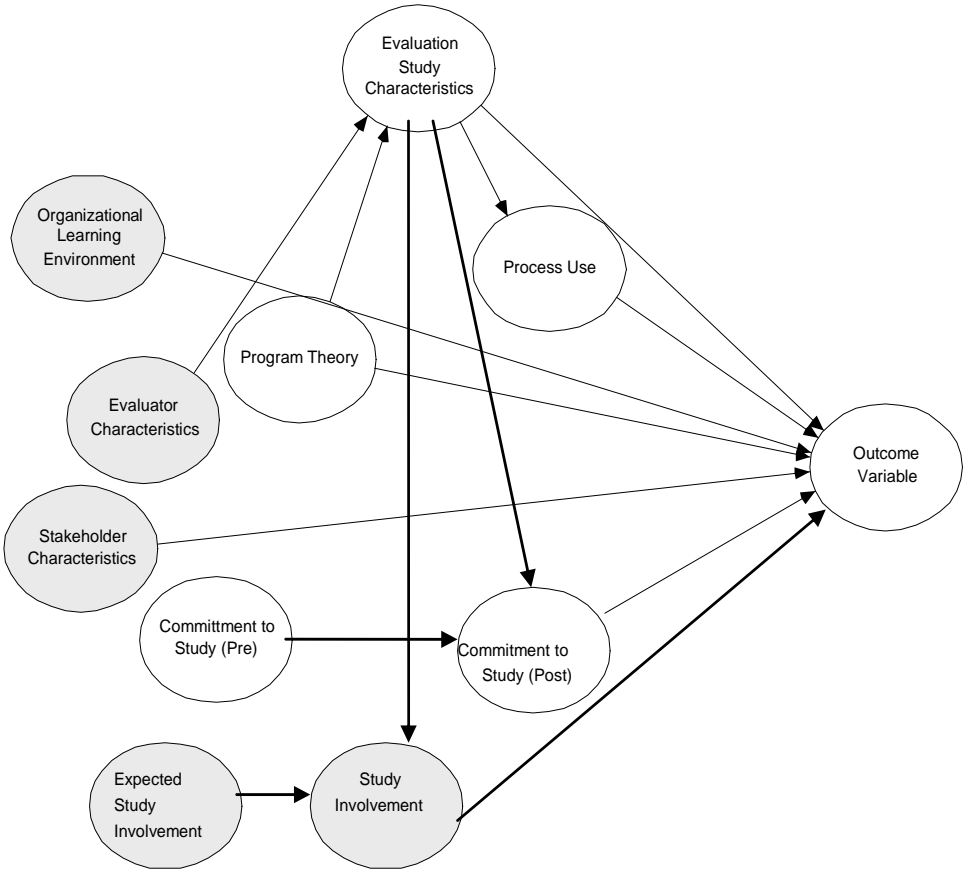 Evaluation
Study
Characteristics
Organizational
Learning
Environment
Process Use
Program Theory
Evaluator
Characteristics
Outcome
Variable
Stakeholder
Characteristics
Committment to
Study (Pre)
Commitment to
Study (Post)
Expected
Study
Involvement
Study
Involvement